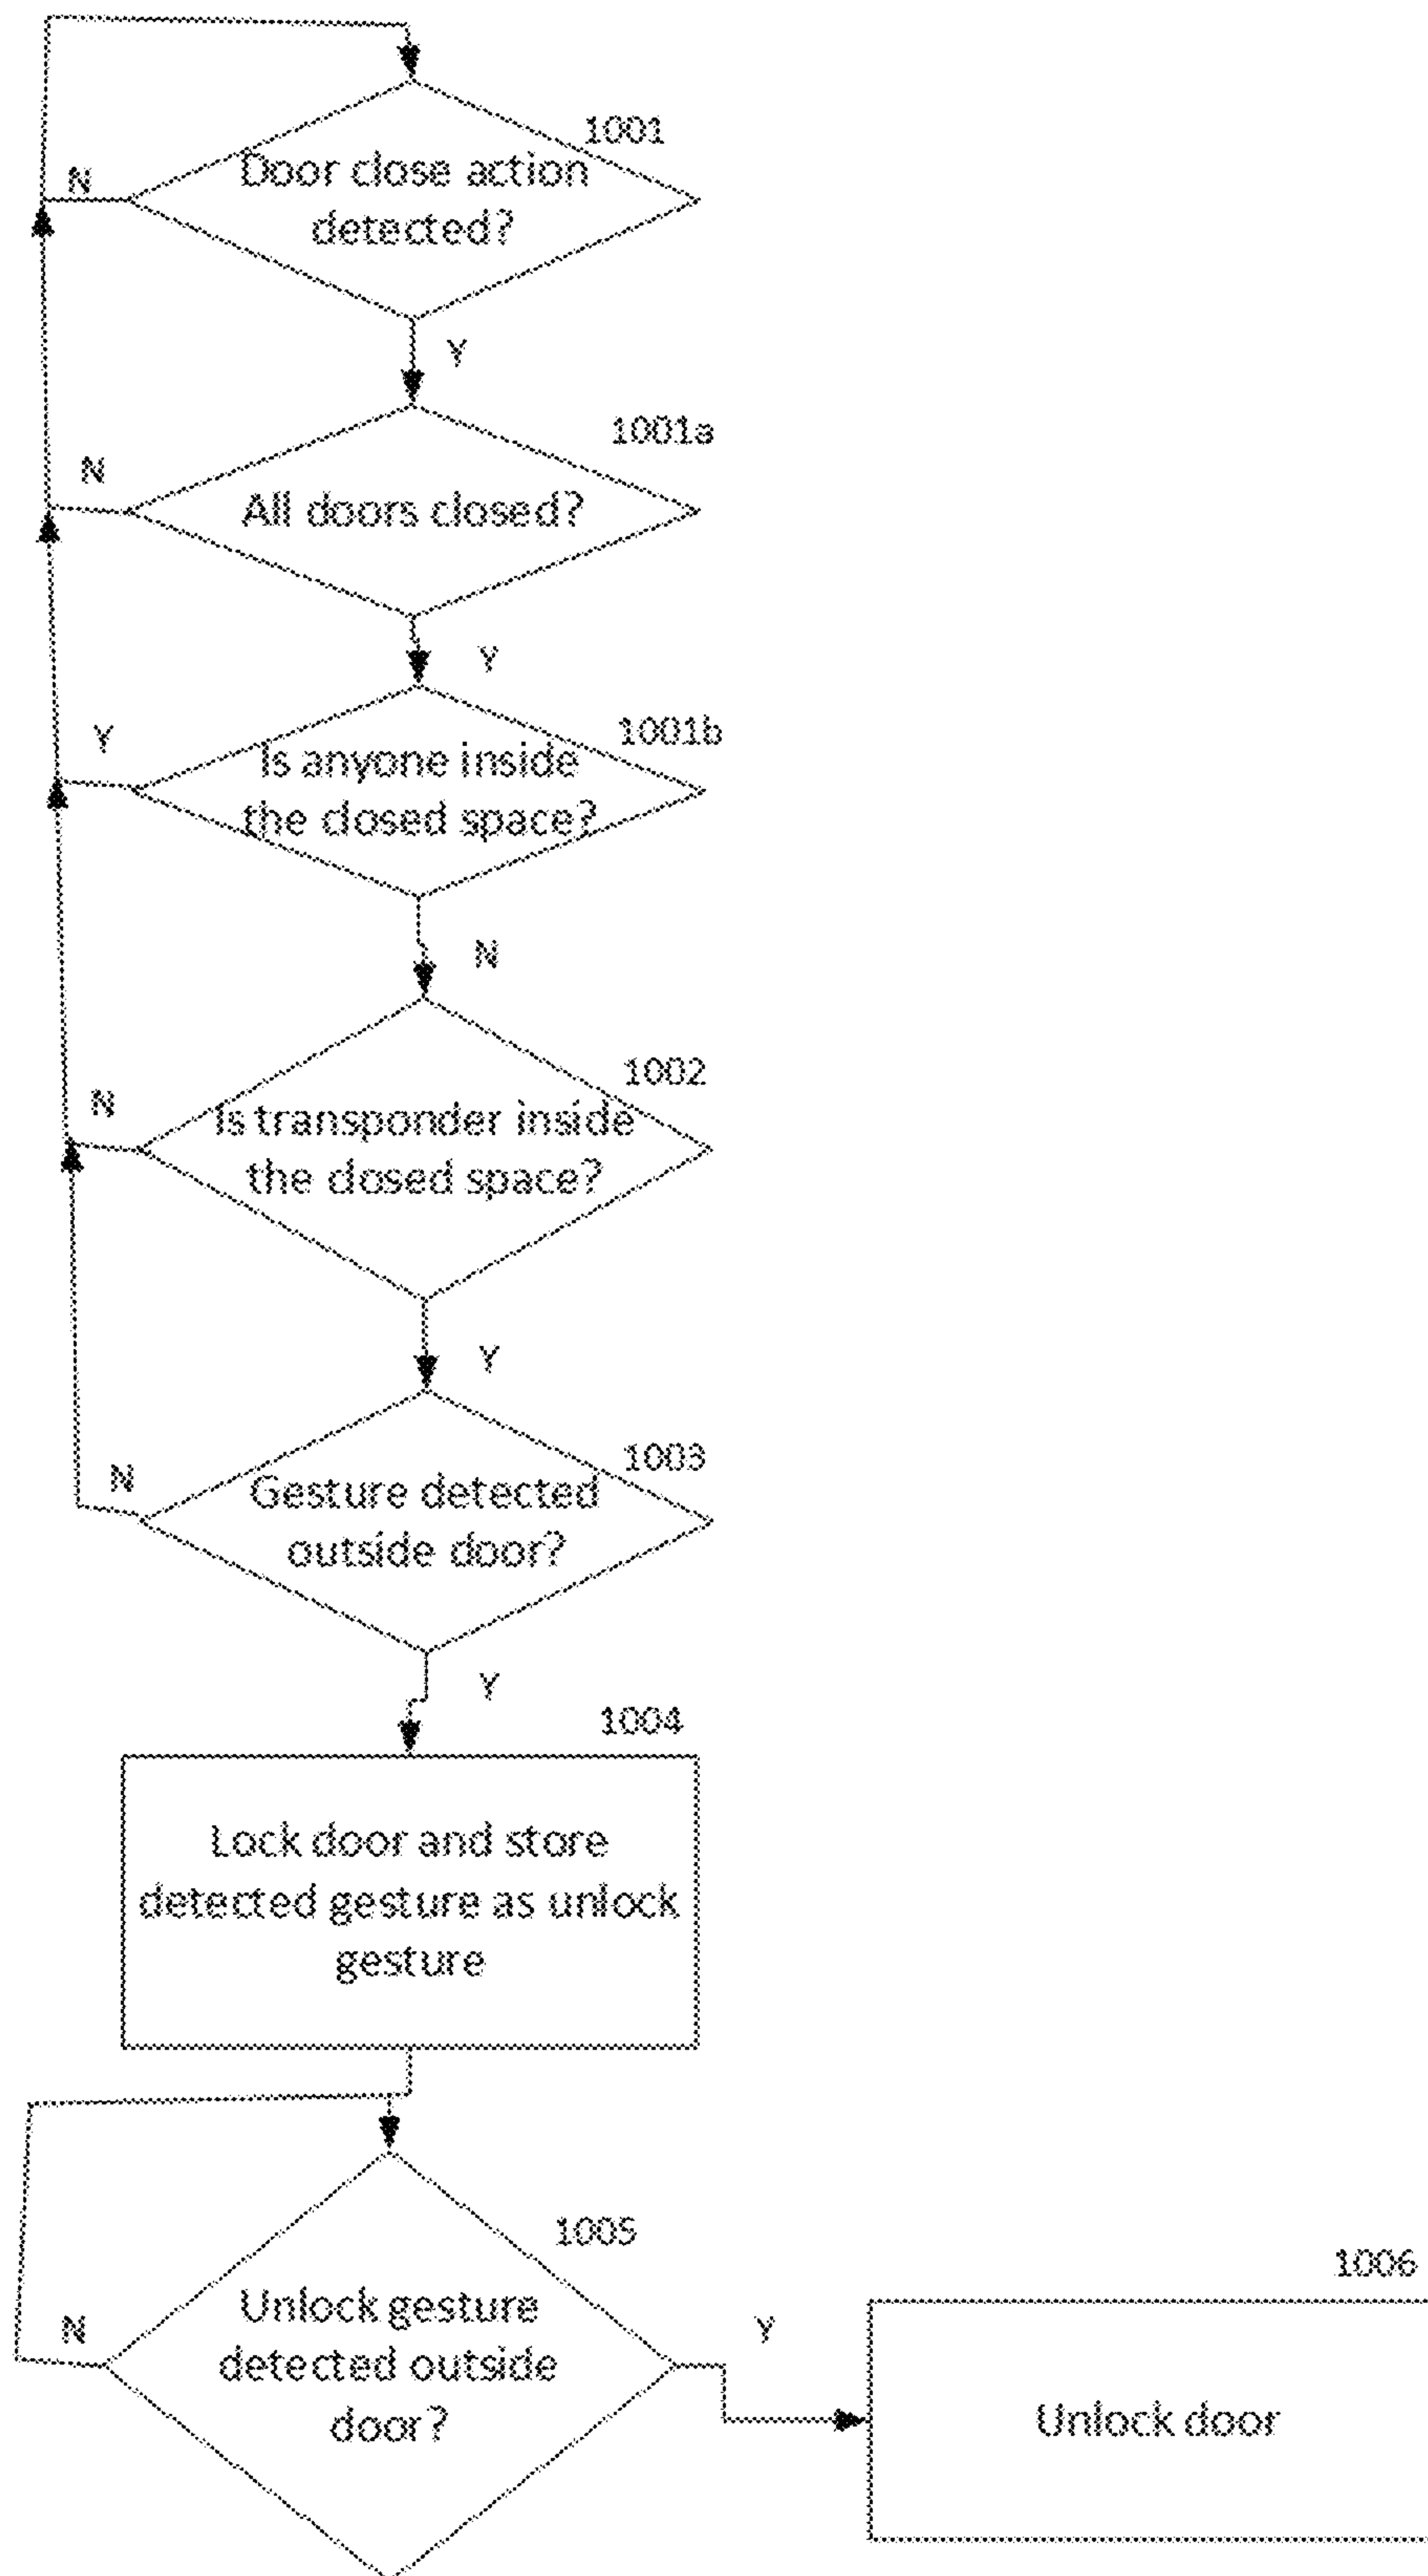 1001
Door close action
detected?
N
Y
1001a
All doors closed?
N
Y
1001b
Is anyone inside
the closed space?
Y
N
1002
Is transponder inside
the closed space?
N
Y
1003
Gesture detected
outside door?
N
Y
1004
Lock door and store
detected gesture as unlock
gesture
1005
Unlock gesture
detected outside
door?
N
Y
1006
Unlock door